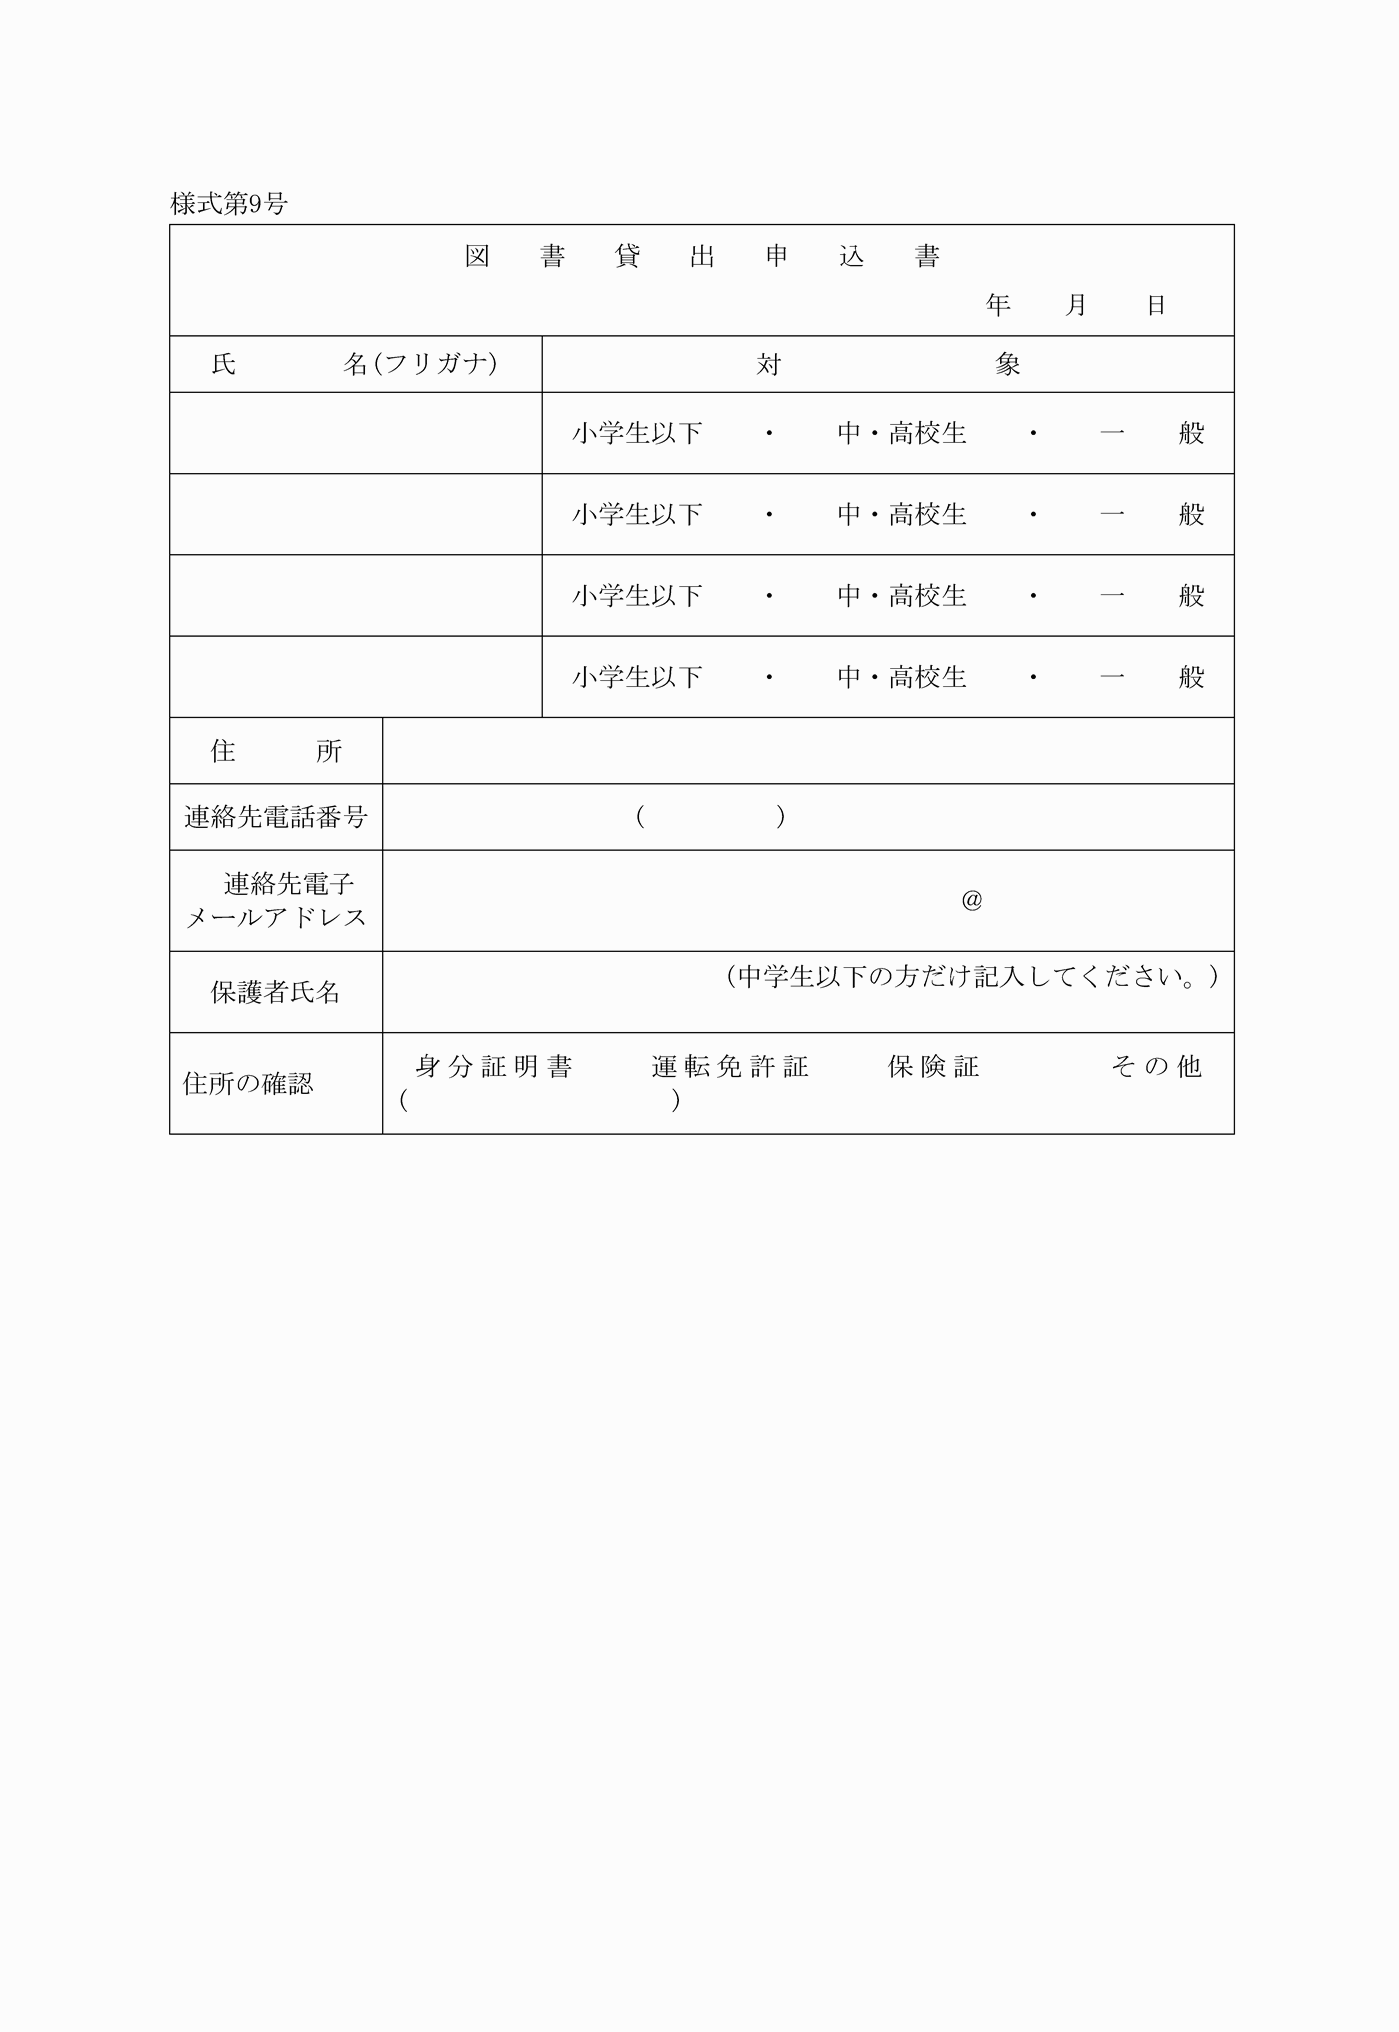 様式第9号
図　書　貸　出　申　込　書
年　　月　　日
氏　　　　名(フリガナ)　　対　　　　　　　　象
小学生以下　　・　　中・高校生　　・　　一　　般
小学生以下　　・　　中・高校生　　・　　一　　般
小学生以下　　・　　中・高校生　　・　　一　　般
小学生以下　　・　　中・高校生　　・　　一　　般
住　　　所
連絡先電話番号　　(　　　　　)
連絡先電子
メールアドレス　　@
保護者氏名　　(中学生以下の方だけ記入してください。)
住所の確認　　身分証明書　　運転免許証　　保険証　　　　その他
(　　　　　　　　　　)